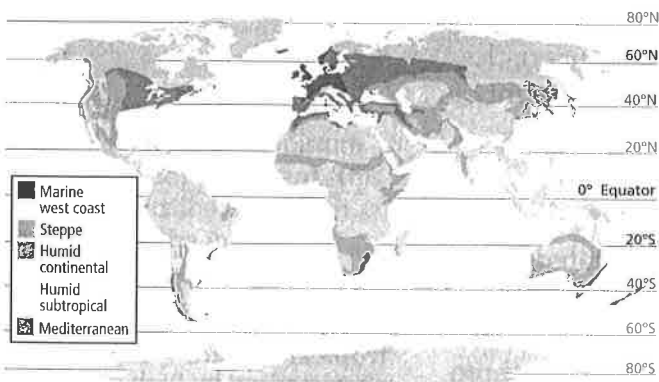 80°N
60°N
40°N
20°N
0° Equator
20°S
40°S
60°S
80°S
Marine
west coast
Steppe
Humid
continental
Humid
subtropical
Mediterranean